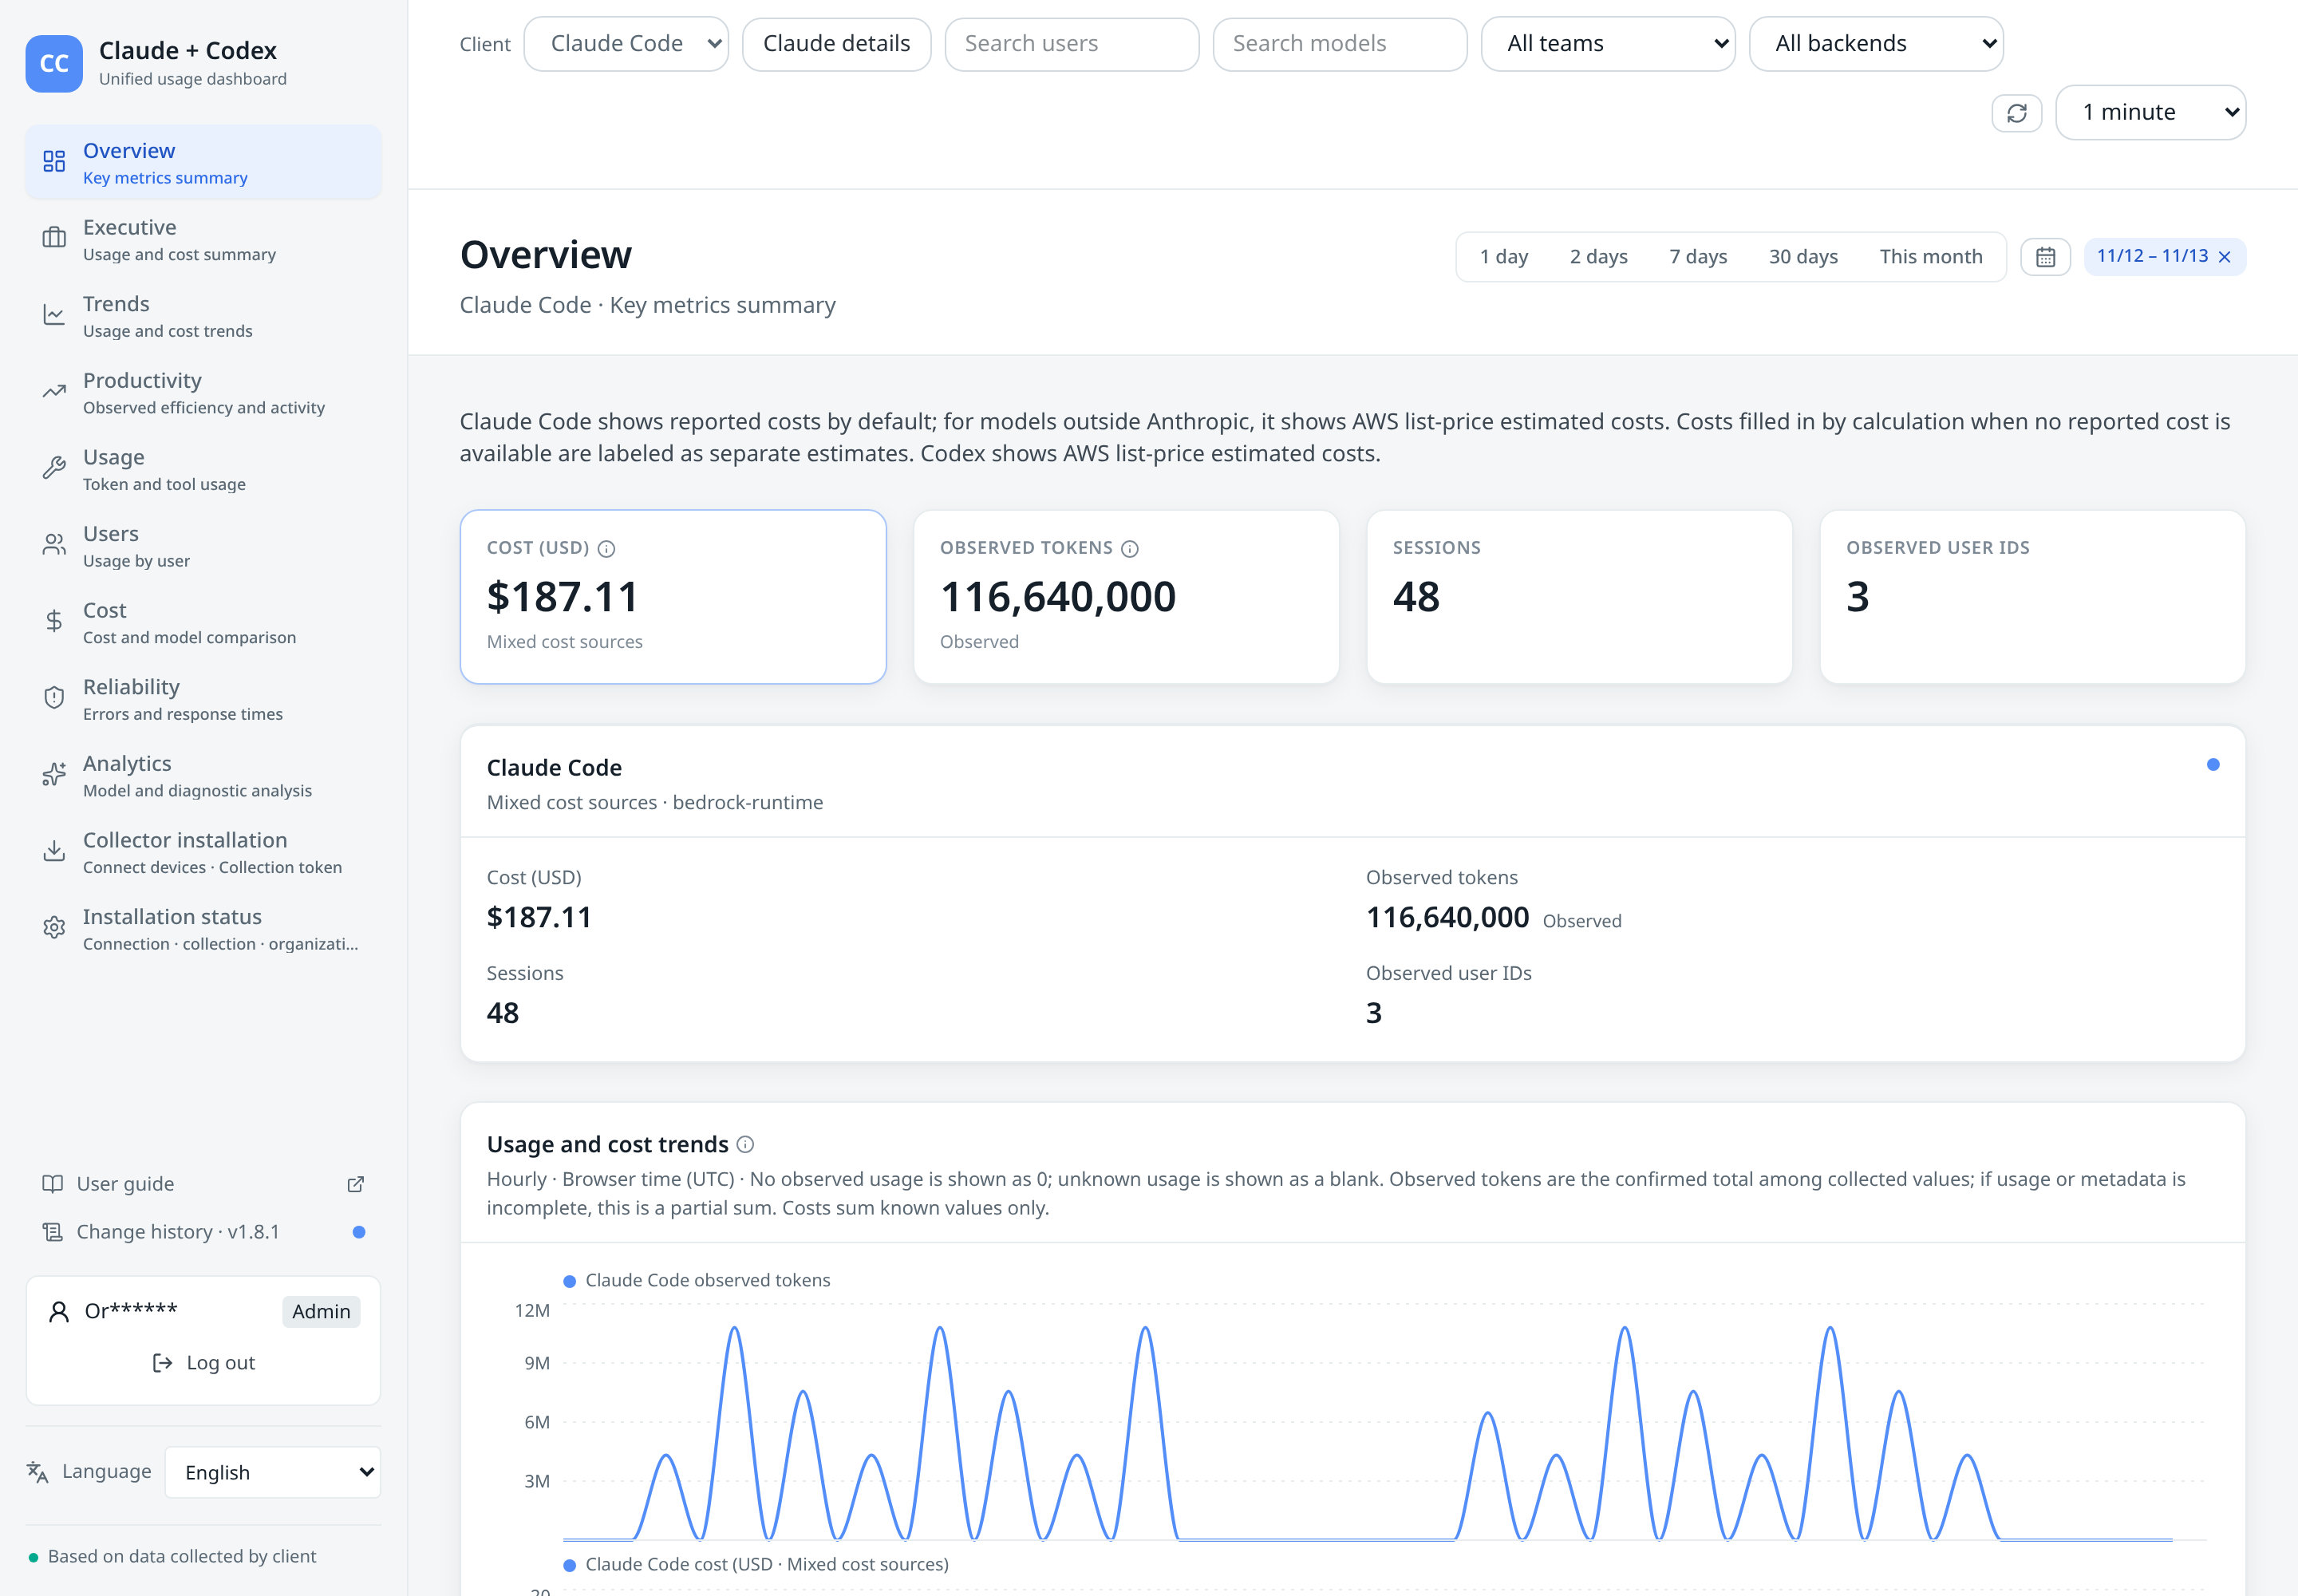 CC
Claude + Codex
Unified usage dashboard
Overview
Key metrics summary
Executive
Usage and cost summary
Trends
Usage and cost trends
Productivity
Observed efficiency and activity
Usage
Token and tool usage
Users
Usage by user
Cost
Cost and model comparison
Reliability
Errors and response times
Analytics
Model and diagnostic analysis
Collector installation
Connect devices · Collection token
Installation status
Connection · collection · organizati...
User guide
Change history · v1.8.1
Or******
Admin
Log out
Language
English
Based on data collected by client
Client
Claude Code
Claude details
Search users
Search models
All teams
All backends
1 minute
Overview
Claude Code · Key metrics summary
1 day
2 days
7 days
30 days
This month
11/12 – 11/13
Claude Code shows reported costs by default; for models outside Anthropic, it shows AWS list-price estimated costs. Costs filled in by calculation when no reported cost is
available are labeled as separate estimates. Codex shows AWS list-price estimated costs.
COST (USD)
$187.11
Mixed cost sources
OBSERVED TOKENS
116,640,000
Observed
SESSIONS
48
OBSERVED USER IDS
3
Claude Code
Mixed cost sources · bedrock-runtime
Cost (USD)
$187.11
Observed tokens
116,640,000 Observed
Sessions
48
Observed user IDs
3
Usage and cost trends
Hourly · Browser time (UTC) · No observed usage is shown as 0; unknown usage is shown as a blank. Observed tokens are the confirmed total among collected values; if usage or metadata is
incomplete, this is a partial sum. Costs sum known values only.
Claude Code observed tokens
12M
9M
6M
3M
Claude Code cost (USD · Mixed cost sources)
20